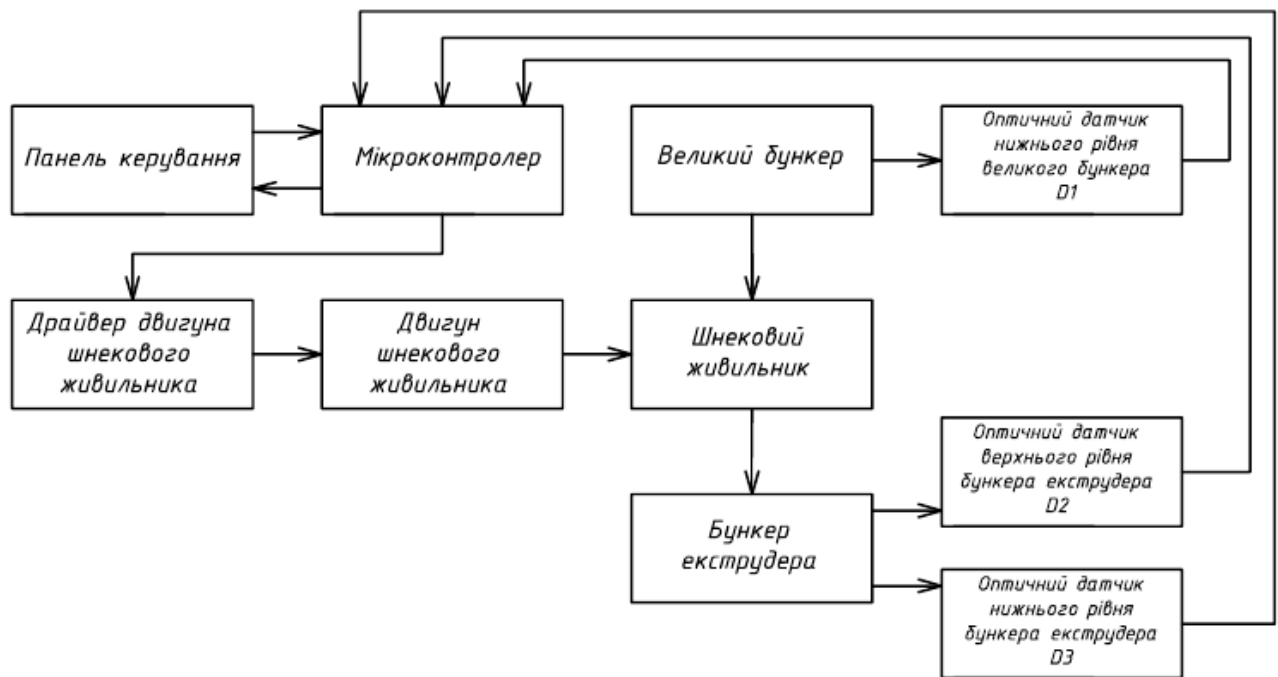 Панель керування
Мікроконтролер
Великий бункер
Оптичний датчик
нижнього рівня
великого бункера
D1
Драйвер двигуна
шнекового
живильника
Двигун
шнекового
живильника
Шнековий
живильник
Оптичний датчик
верхнього рівня
бункера екструдера
D2
Бункер
екструдера
Оптичний датчик
нижнього рівня
бункера екструдера
D3